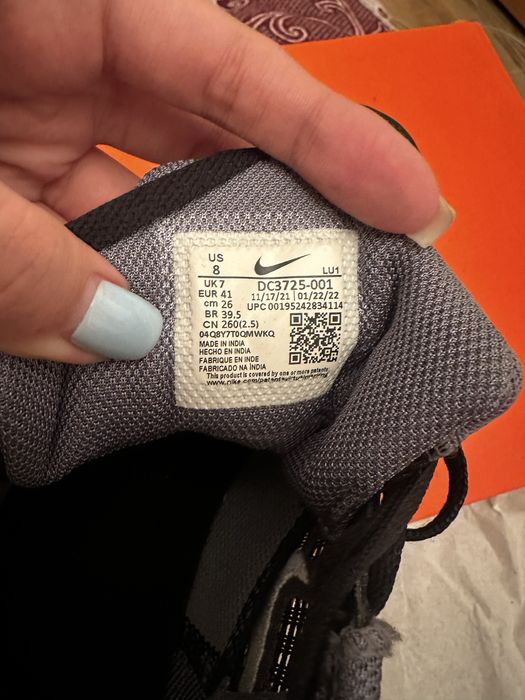 US
8
LU1
UK 7
EUR 41
cm 26
BR 39.5
CN 260(2.5)
DC3725-001
11/17/21 | 01/22/22
UPC 00195242834114
04Q8Y7T0QMWKQ
MADE IN INDIA
HECHO EN INDIA
FABRIQUE EN INDE
FABRICADO NA ÍNDIA
This product is covered by one or more patents